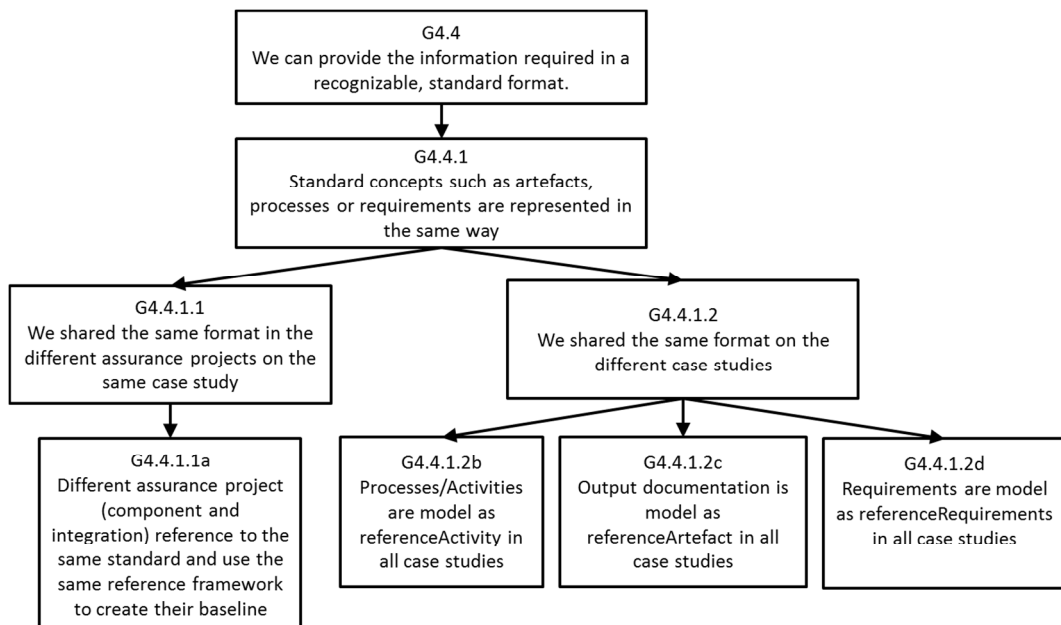 G4.4
We can provide the information required in a
recognizable, standard format.
G4.4.1
Standard concepts such as artefacts,
processes or requirements are represented in
the same way
G4.4.1.1
We shared the same format in the
different assurance projects on the
same case study
G4.4.1.2
We shared the same format on the
different case studies
G4.4.1.1a
Different assurance project
(component and
integration) reference to the
same standard and use the
same reference framework
to create their baseline
G4.4.1.2b
Processes/Activities
are model as
referenceActivity in
all case studies
G4.4.1.2c
Output documentation is
model as
referenceArtefact in all
case studies
G4.4.1.2d
Requirements are model
as referenceRequirements
in all case studies